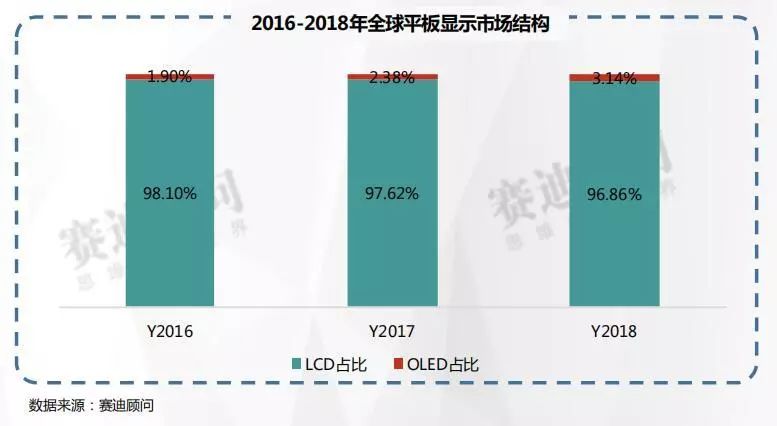 2016-2018年全球平板显示市场结构
1.90% 2.38% 3.14%
98.10% 97.62% 96.86%
Y2016 Y2017 Y2018
LCD占比 OLED占比
数据来源：赛迪顾问